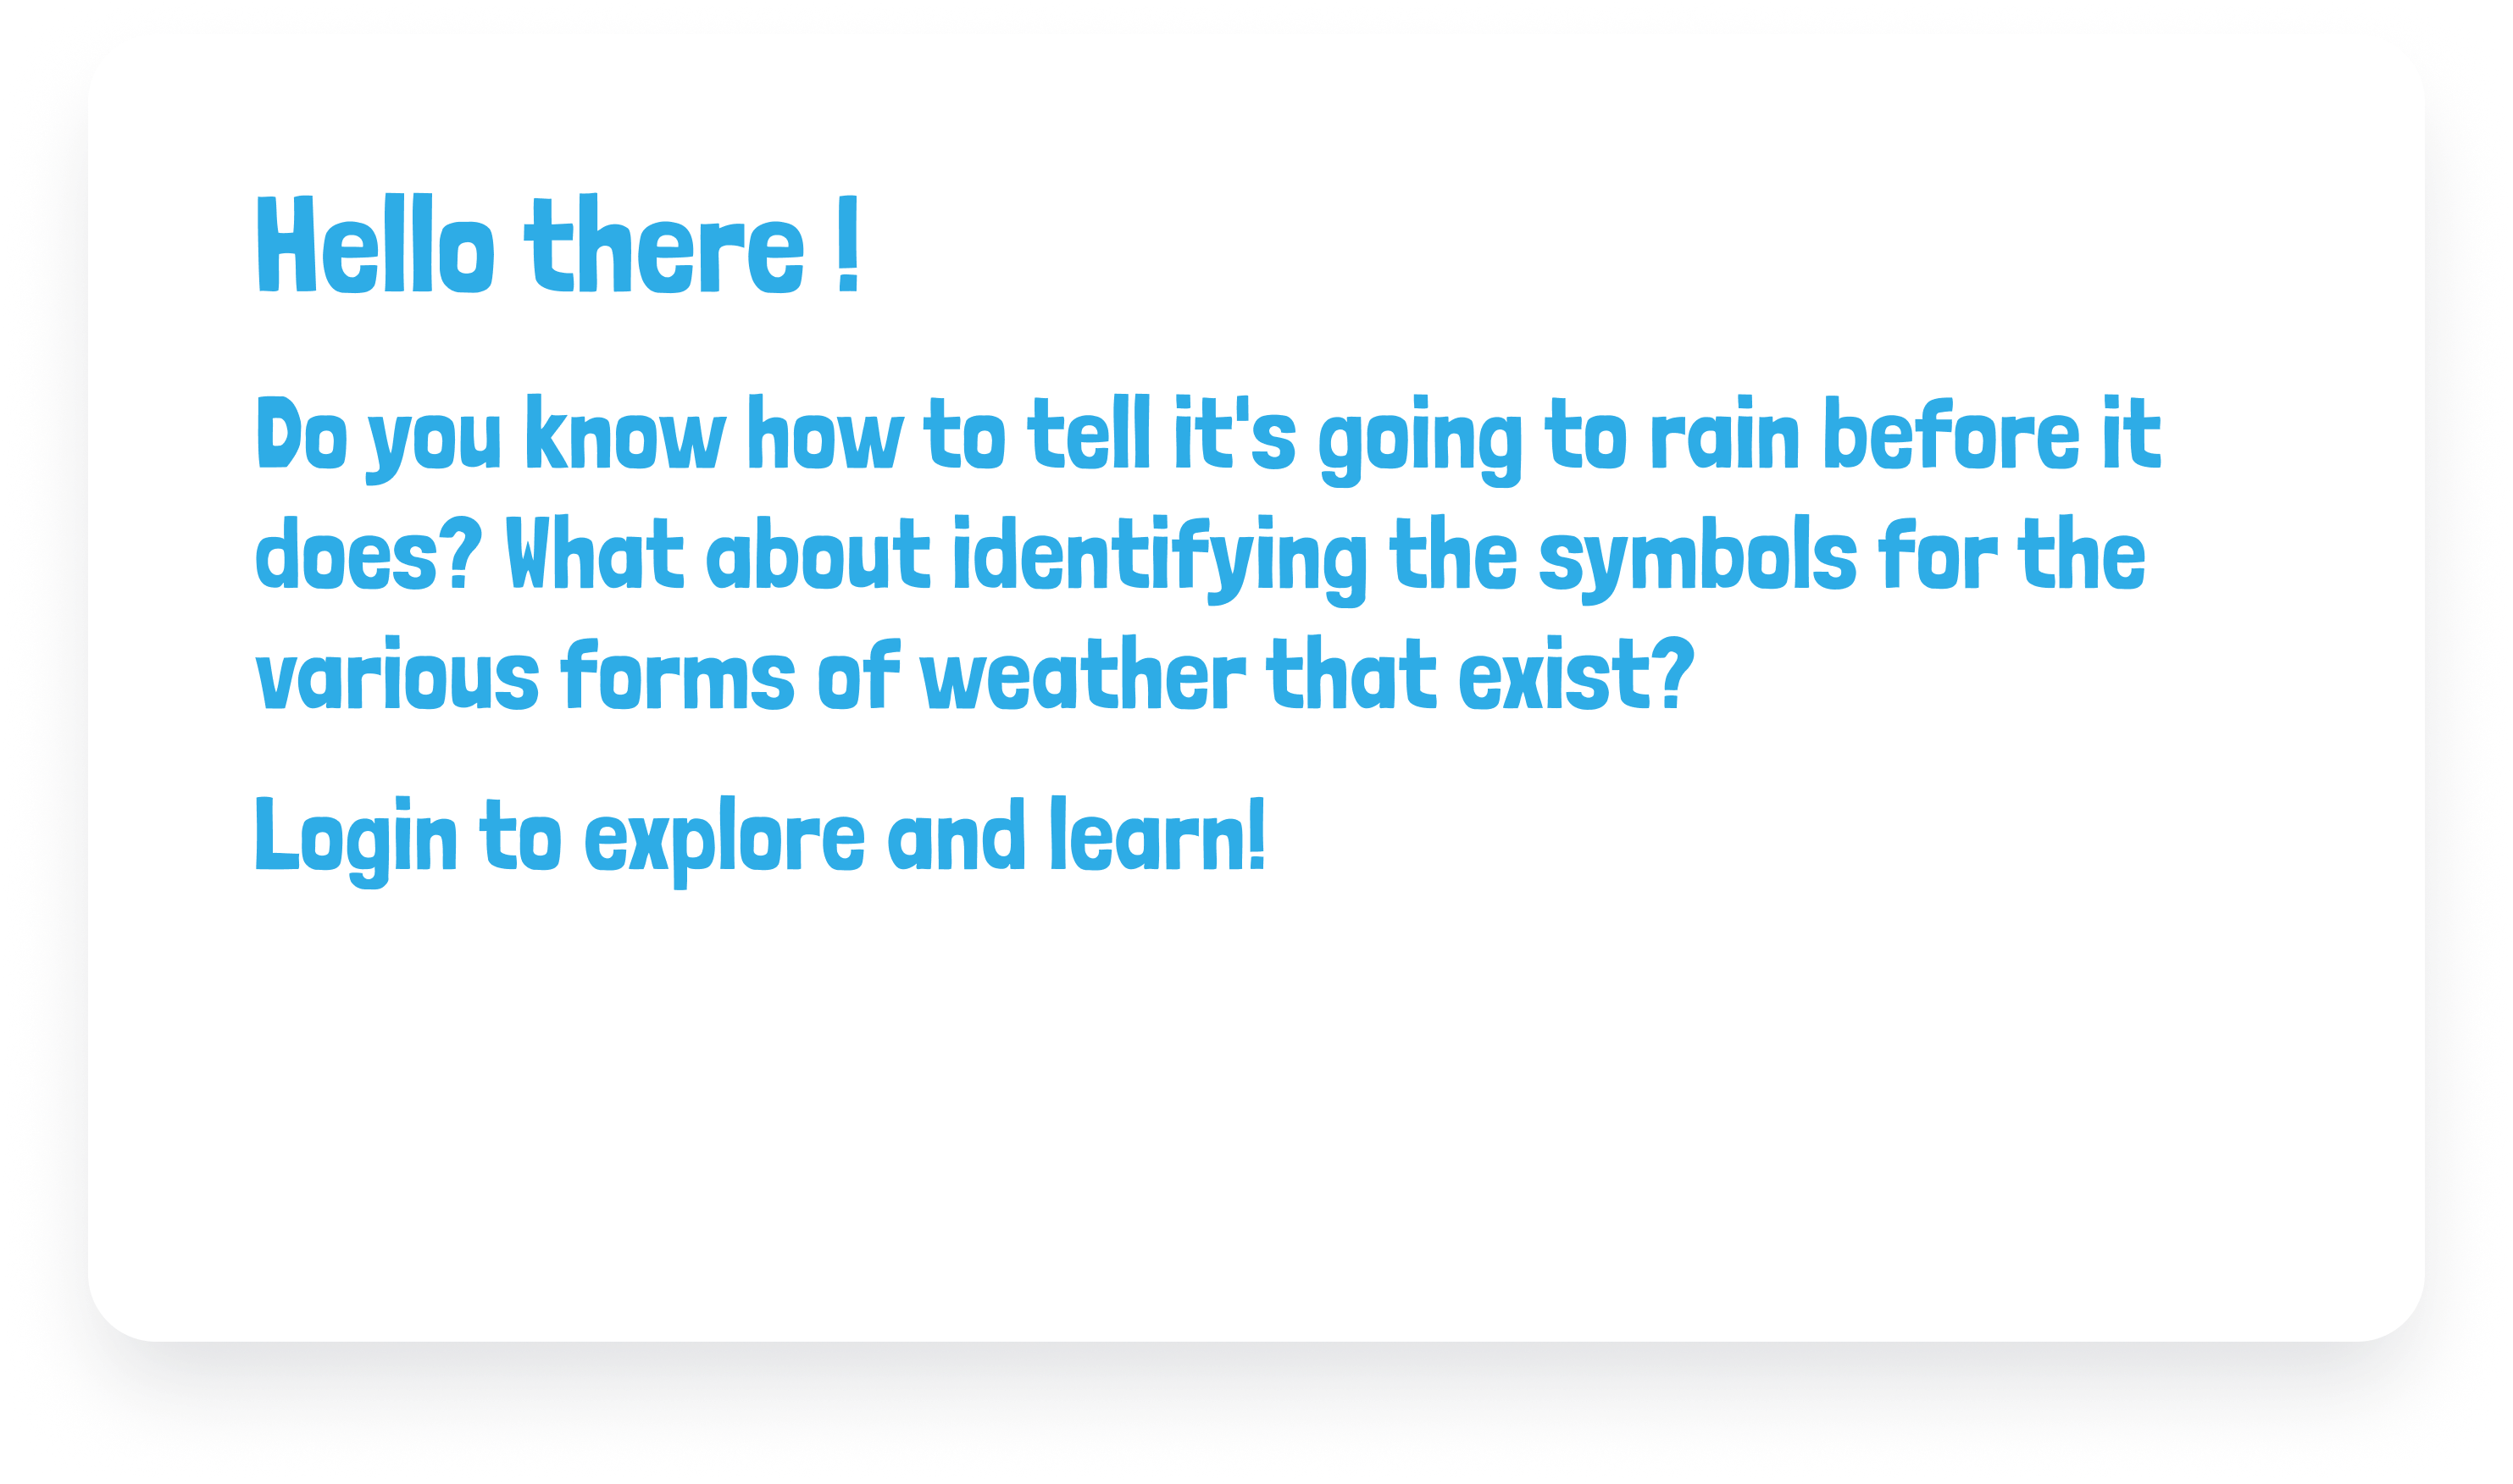 Hello there !
Do you know how to tell it's going to rain before it
does? What about identifying the symbols for the
various forms of weather that exist?
Login to explore and learn!